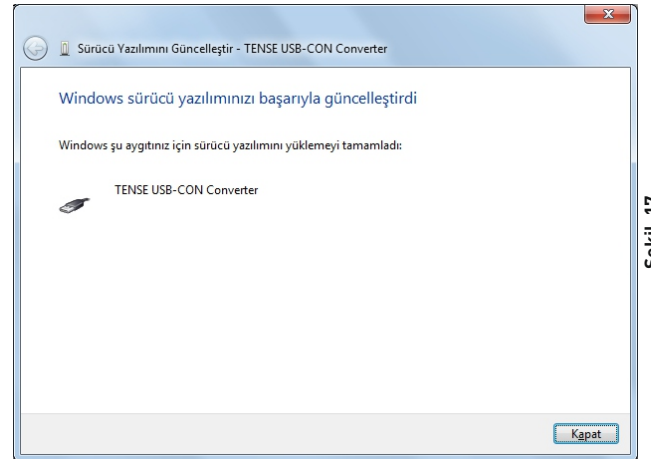 Sürücü Yazılımını Güncelleştir - TENSE USB-CON Converter
Windows sürücü yazılımınızı başarıyla güncelleştirdi
Windows şu aygıtınız için sürücü yazılımını yüklemeyi tamamladı:
TENSE USB-CON Converter
Kapat